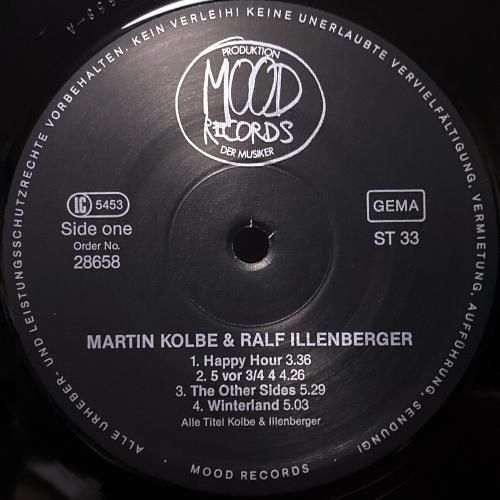 ALLE URHEBER- UND LEISTUNGSSCHUTZRECHTE VORBEHALTEN. KEIN VERLEIH! KEINE UNERLAUBTE VERVIELFÄLTIGUNG, VERMIETUNG, AUFFÜHRUNG, SENDUNG!
PRODUKTION
MOOD
RECORDS
DER MUSIKER
LC 5453
Side one
Order No.
28658
GEMA
ST 33
MARTIN KOLBE & RALF ILLENBERGER
1. Happy Hour 3.36
2. 5 vor 3/4 4 4.26
3. The Other Sides 5.29
4. Winterland 5.03
Alle Titel Kolbe & Illenberger
· MOOD RECORDS ·